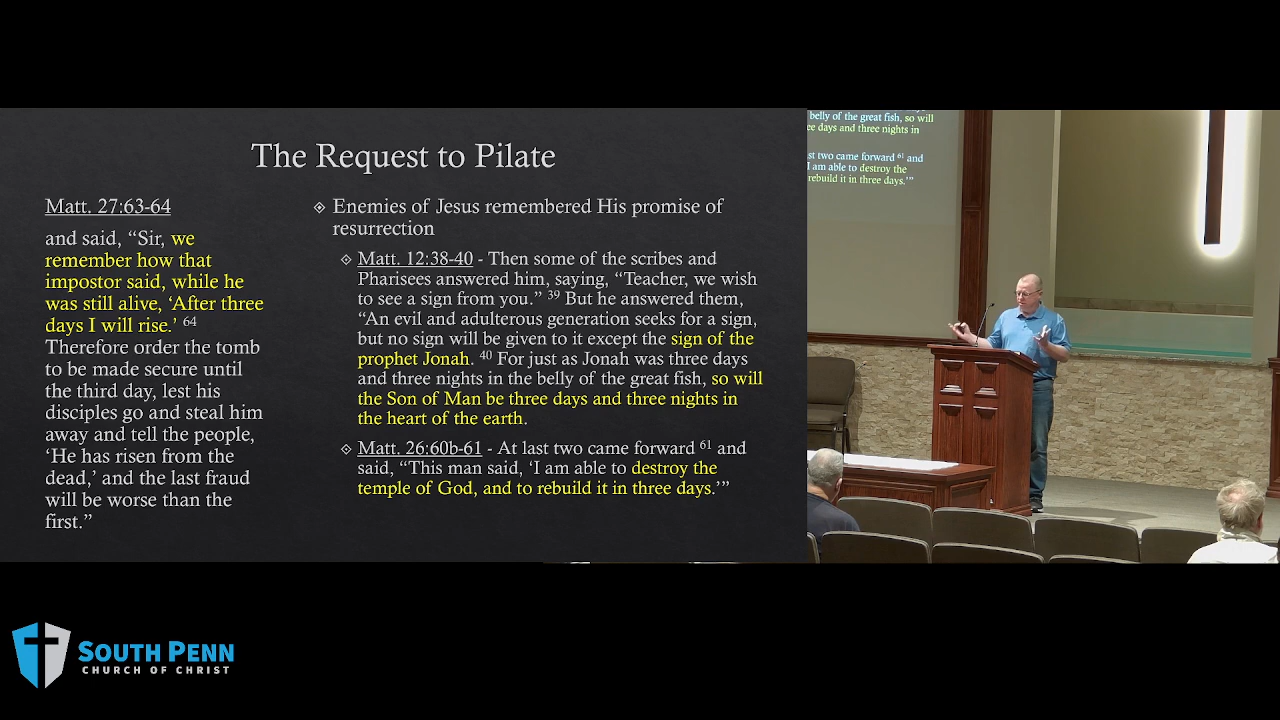 The Request to Pilate
Matt. 27:63-64
and said, “Sir, we
remember how that
impostor said, while he
was still alive, ‘After three
days I will rise.’ 64
Therefore order the tomb
to be made secure until
the third day, lest his
disciples go and steal him
away and tell the people,
‘He has risen from the
dead,’ and the last fraud
will be worse than the
first.”
Enemies of Jesus remembered His promise of
resurrection
Matt. 12:38-40 - Then some of the scribes and
Pharisees answered him, saying, “Teacher, we wish
to see a sign from you.” 39 But he answered them,
“An evil and adulterous generation seeks for a sign,
but no sign will be given to it except the sign of the
prophet Jonah. 40 For just as Jonah was three days
and three nights in the belly of the great fish, so will
the Son of Man be three days and three nights in
the heart of the earth.
Matt. 26:60b-61 - At last two came forward 61 and
said, “This man said, ‘I am able to destroy the
temple of God, and to rebuild it in three days.’”
belly of the great fish, so will
days and three nights in
two came forward 61 and
I am able to destroy the
rebuild it in three days.’”
SOUTH PENN
CHURCH OF CHRIST